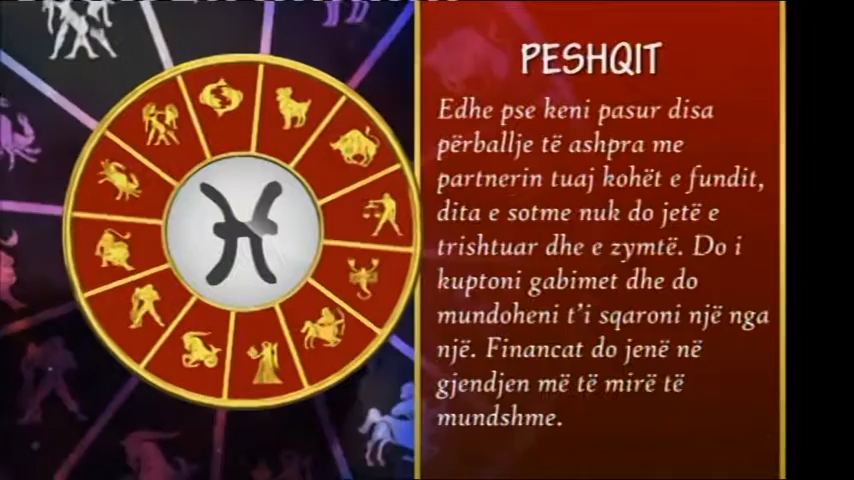 PESHQIT
Edhe pse keni pasur disa
përballje të ashpra me
partnerin tuaj kohët e fundit,
dita e sotme nuk do jetë e
trishtuar dhe e zymtë. Do i
kuptoni gabimet dhe do
mundoheni t'i sqaroni një nga
një. Financat do jenë në
gjendjen më të mirë të
mundshme.